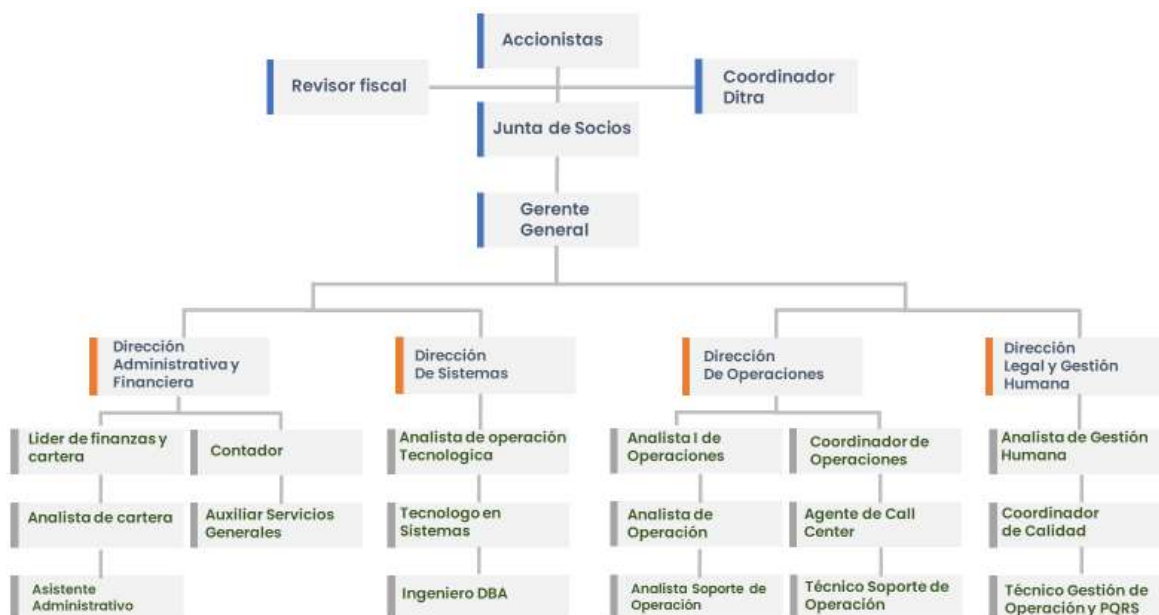 Accionistas
Revisor fiscal
Coordinador
Ditra
Junta de Socios
Gerente
General
Dirección
Administrativa y
Financiera
Dirección
De Sistemas
Dirección
De Operaciones
Dirección
Legal y Gestión
Humana
Lider de finanzas y
cartera
Contador
Analista de operación
Tecnologica
Analista I de
Operaciones
Coordinador de
Operaciones
Analista de Gestión
Humana
Analista de cartera
Auxiliar Servicios
Generales
Tecnologo en
Sistemas
Analista de
Operación
Agente de Call
Center
Coordinador
de Calidad
Asistente
Administrativo
Ingeniero DBA
Analista Soporte de
Operación
Técnico Soporte de
Operación
Técnico Gestión de
Operación y PQRS